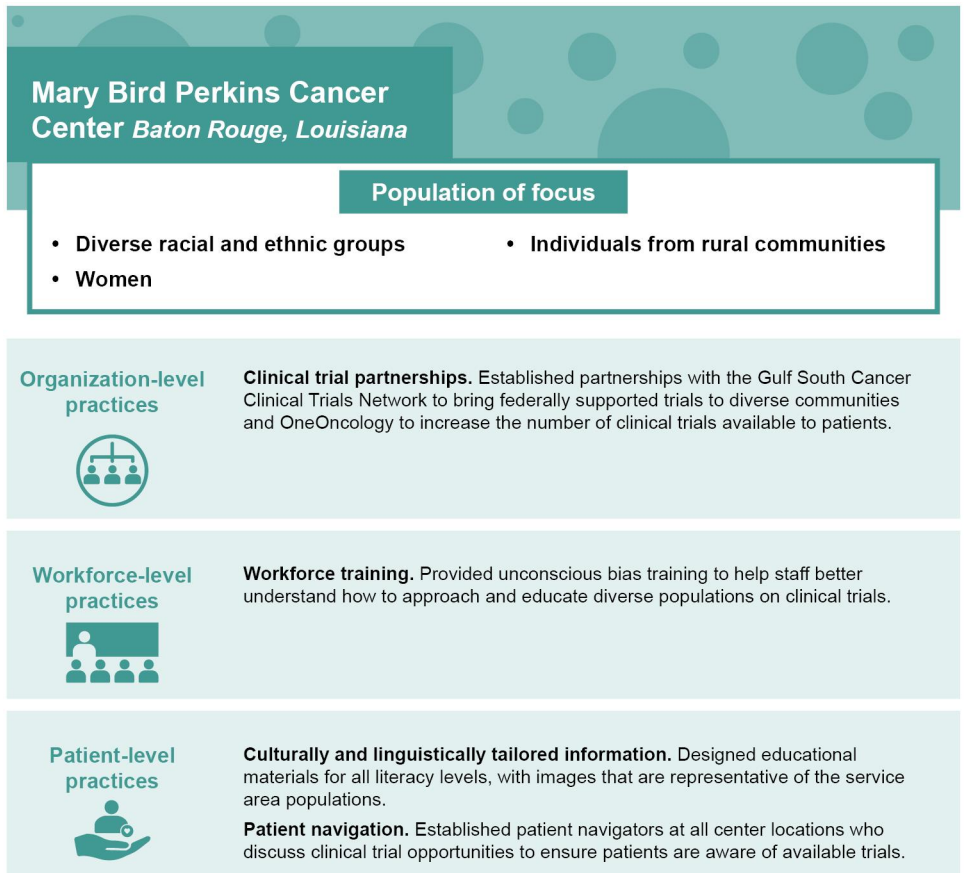 Mary Bird Perkins Cancer
Center Baton Rouge, Louisiana
Population of focus
• Diverse racial and ethnic groups
• Women
• Individuals from rural communities
Organization-level
practices
Clinical trial partnerships. Established partnerships with the Gulf South Cancer
Clinical Trials Network to bring federally supported trials to diverse communities
and OneOncology to increase the number of clinical trials available to patients.
Workforce-level
practices
Workforce training. Provided unconscious bias training to help staff better
understand how to approach and educate diverse populations on clinical trials.
Patient-level
practices
Culturally and linguistically tailored information. Designed educational
materials for all literacy levels, with images that are representative of the service
area populations.
Patient navigation. Established patient navigators at all center locations who
discuss clinical trial opportunities to ensure patients are aware of available trials.